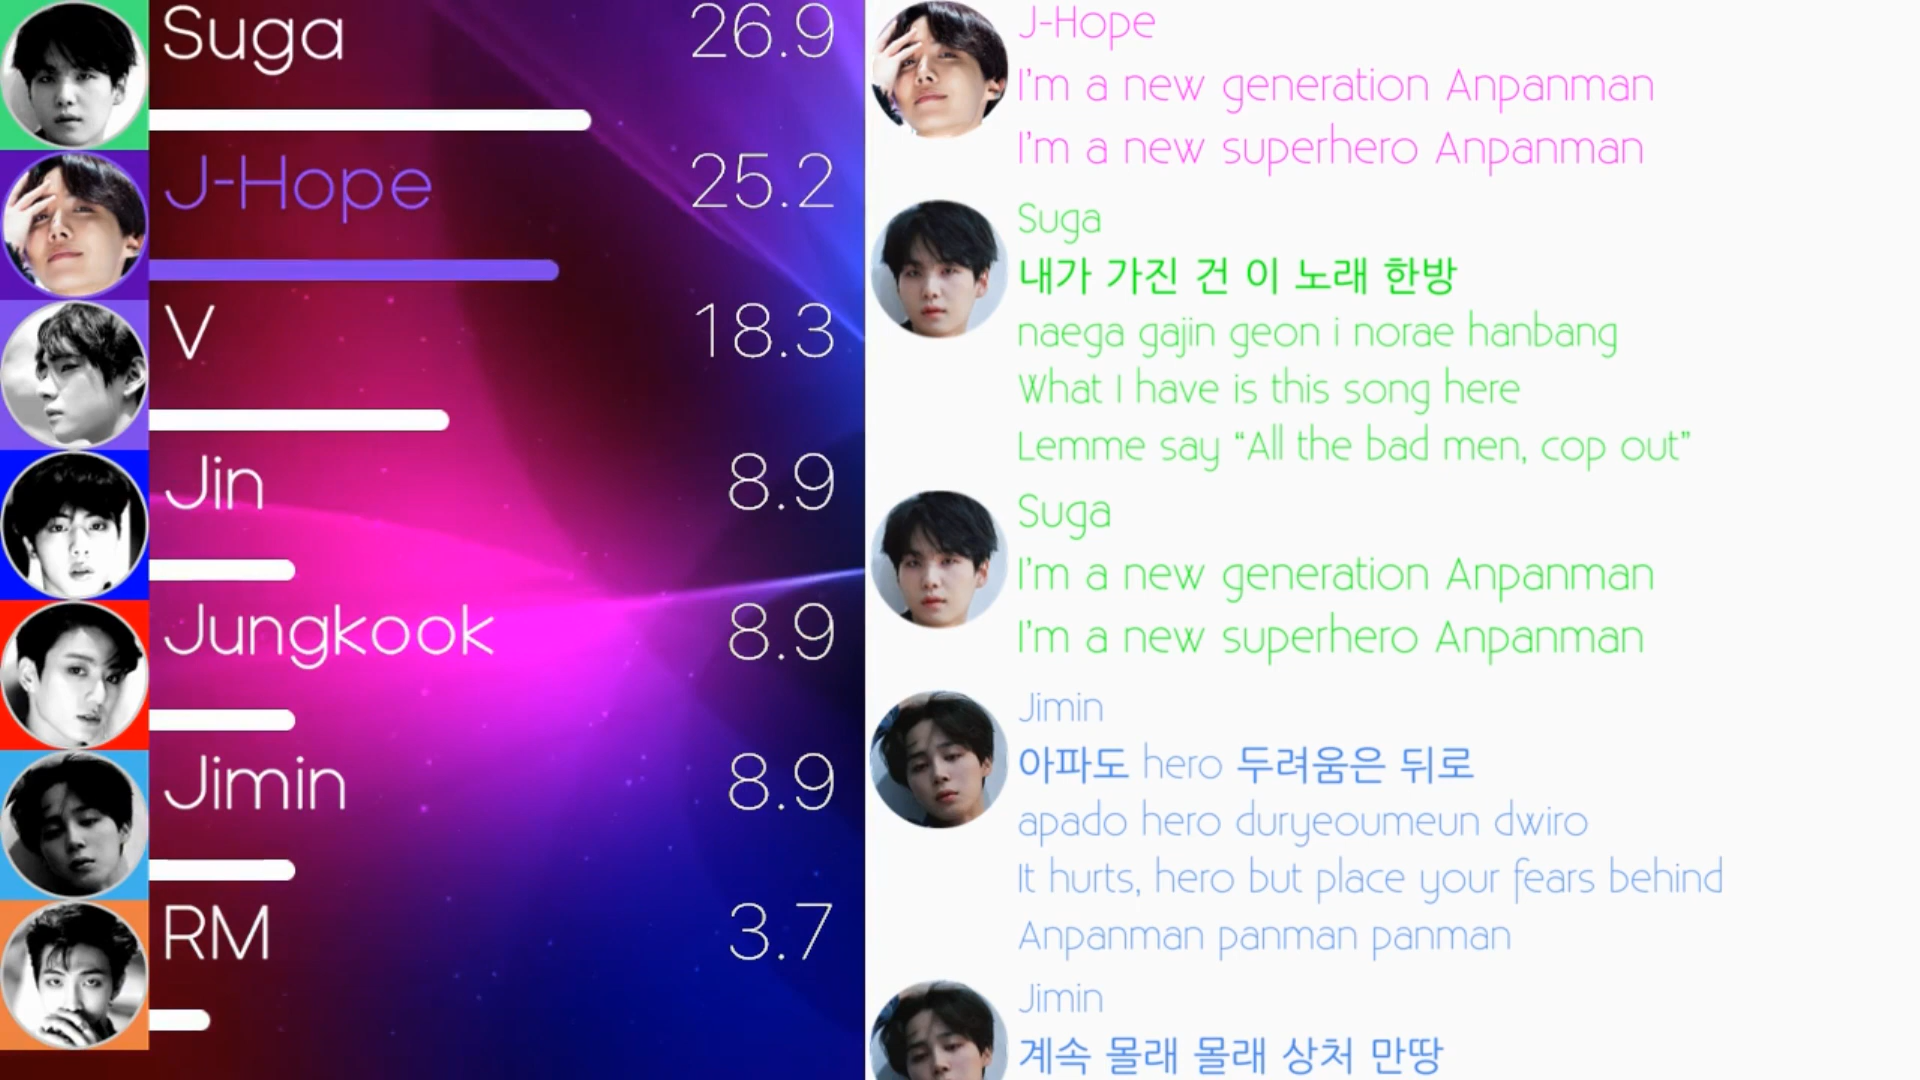 Suga 26.9
J-Hope 25.2
V 18.3
Jin 8.9
Jungkook 8.9
Jimin 8.9
RM 3.7
J-Hope
I'm a new generation Anpanman
I'm a new superhero Anpanman
Suga
내가 가진 건 이 노래 한방
naega gajin geon i norae hanbang
What I have is this song here
Lemme say “All the bad men, cop out”
Suga
I'm a new generation Anpanman
I'm a new superhero Anpanman
Jimin
아파도 hero 두려움은 뒤로
apado hero duryeoumeun dwiro
It hurts, hero but place your fears behind
Anpanman panman panman
Jimin
계속 몰래 몰래 상처 만땅